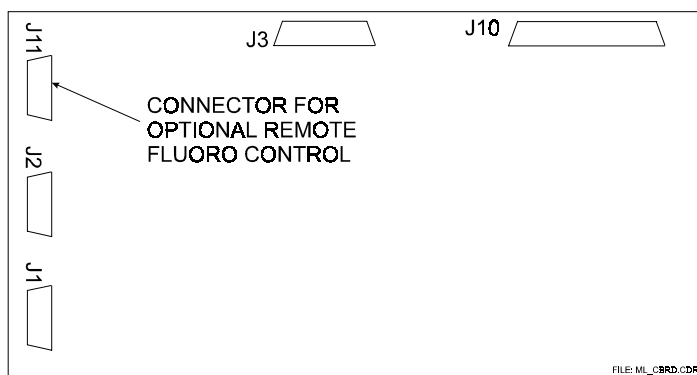 J11
J3
J10
CONNECTOR FOR
OPTIONAL REMOTE
FLUORO CONTROL
J2
J1
FILE: ML_CBRD.CDR